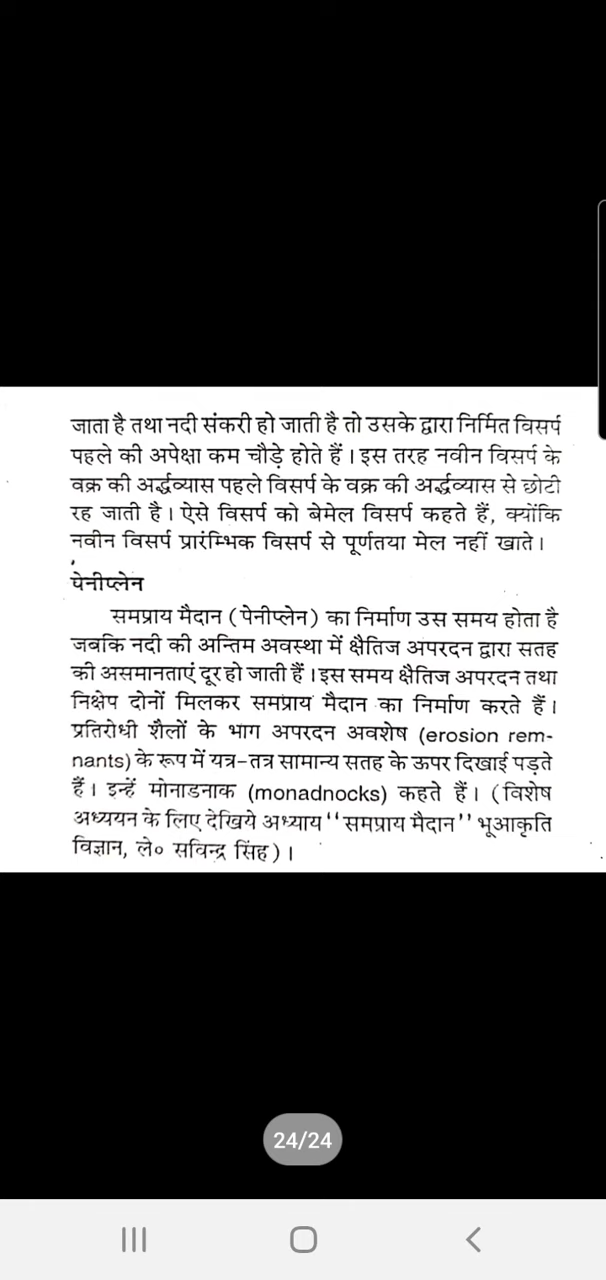 जाता है तथा नदी संकरी हो जाती है तो उसके द्वारा निर्मित विसर्प
पहले की अपेक्षा कम चौड़े होते हैं। इस तरह नवीन विसर्प के
वक्र की अर्द्धव्यास पहले विसर्प के वक्र की अर्द्धव्यास से छोटी
रह जाती है। ऐसे विसर्प को बेमेल विसर्प कहते हैं, क्योंकि
नवीन विसर्प प्रारंम्भिक विसर्प से पूर्णतया मेल नहीं खाते।
पेनीप्लेन
समप्राय मैदान (पेनीप्लेन) का निर्माण उस समय होता है
जबकि नदी की अन्तिम अवस्था में क्षैतिज अपरदन द्वारा सतह
की असमानताएं दूर हो जाती हैं। इस समय क्षैतिज अपरदन तथा
निक्षेप दोनों मिलकर समप्राय मैदान का निर्माण करते हैं।
प्रतिरोधी शैलों के भाग अपरदन अवशेष (erosion rem-
nants) के रूप में यत्र-तत्र सामान्य सतह के ऊपर दिखाई पड़ते
हैं। इन्हें मोनाडनाक (monadnocks) कहते हैं। (विशेष
अध्ययन के लिए देखिये अध्याय ‘‘समप्राय मैदान’’ भूआकृति
विज्ञान, ले० सविन्द्र सिंह)।
24/24